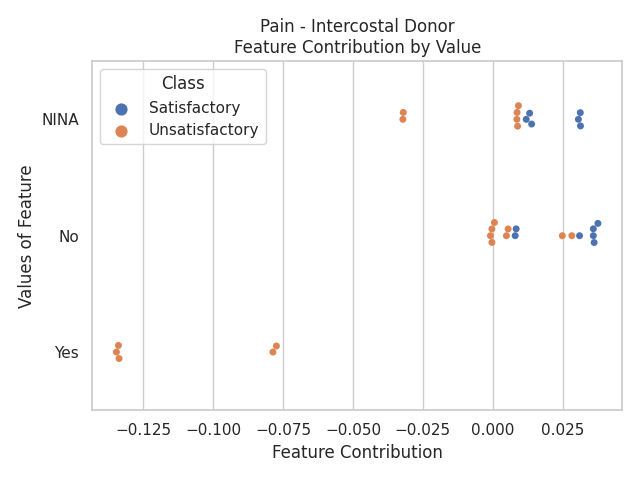 Pain - Intercostal Donor
Feature Contribution by Value
Class
Satisfactory
Unsatisfactory
Values of Feature
NINA
No
Yes
−0.125 −0.100 −0.075 −0.050 −0.025 0.000 0.025
Feature Contribution